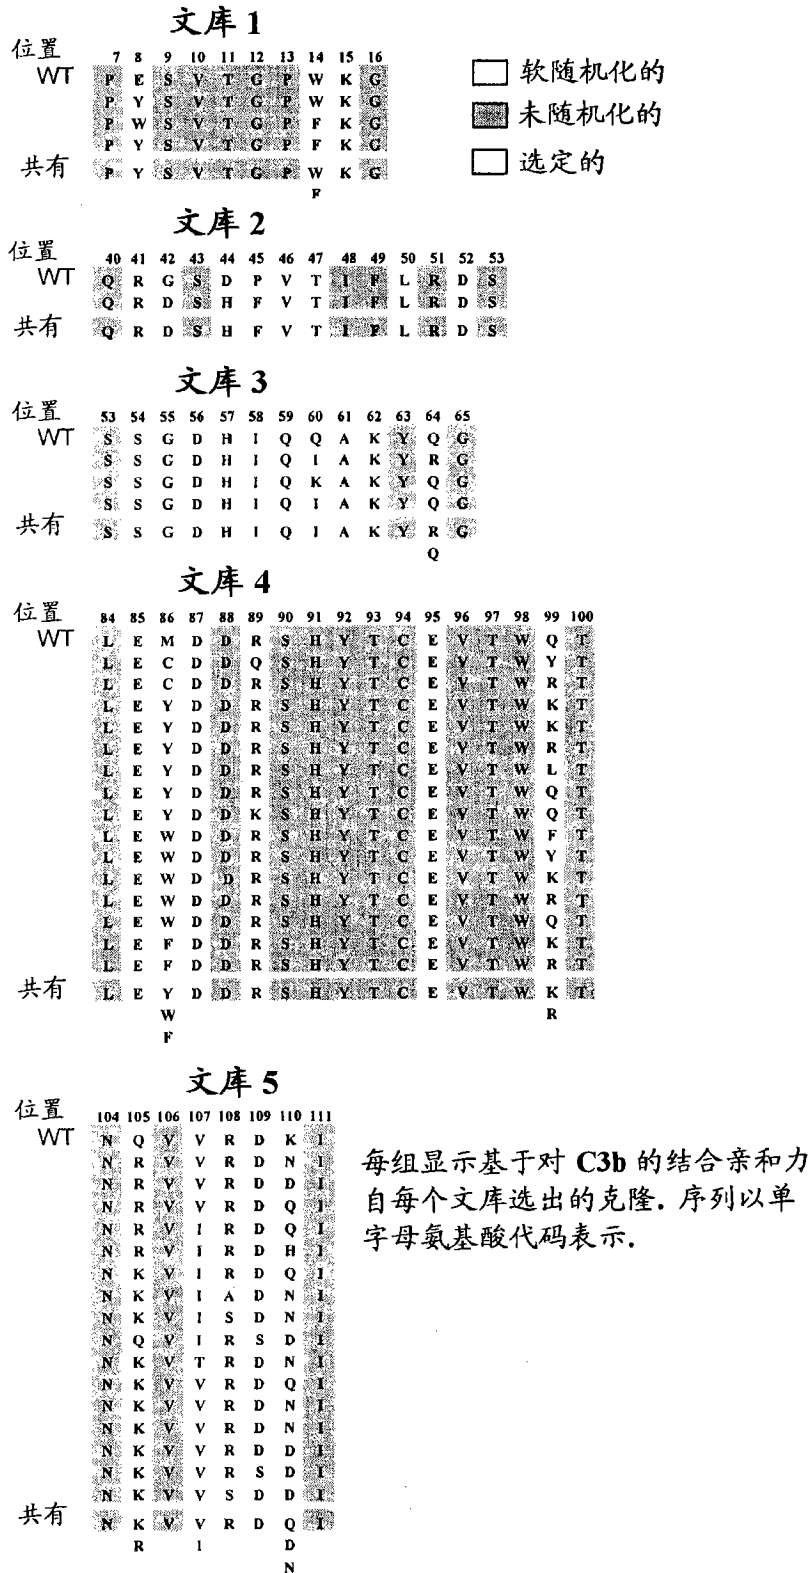 文库 1
位置 7 8 9 10 11 12 13 14 15 16
WT P E S V T G P W K G
P Y S V T G P W K G
P W S V T G P F K G
P Y S V T G P F K G
共有 P Y S V T G P W K G
F
软随机化的
未随机化的
选定的
文库 2
位置 40 41 42 43 44 45 46 47 48 49 50 51 52 53
WT Q R G S D P V T I F L R D S
Q R D S H F V T I F L R D S
共有 Q R D S H F V T I F L R D S
文库 3
位置 53 54 55 56 57 58 59 60 61 62 63 64 65
WT S S G D H I Q Q A K Y Q G
S S G D H I Q I A K Y R G
S S G D H I Q K A K Y Q G
S S G D H I Q I A K Y Q G
共有 S S G D H I Q I A K Y R G
Q
文库 4
位置 84 85 86 87 88 89 90 91 92 93 94 95 96 97 98 99 100
WT L E M D D R S H Y T C E V T W Q T
L E C D D Q S H Y T C E V T W Y T
L E C D D R S H Y T C E V T W R T
L E Y D D R S H Y T C E V T W K T
L E Y D D R S H Y T C E V T W K T
L E Y D D R S H Y T C E V T W R T
L E Y D D R S H Y T C E V T W L T
L E Y D D R S H Y T C E V T W Q T
L E Y D D K S H Y T C E V T W Q T
L E W D D R S H Y T C E V T W F T
L E W D D R S H Y T C E V T W Y T
L E W D D R S H Y T C E V T W K T
L E W D D R S H Y T C E V T W R T
L E W D D R S H Y T C E V T W Q T
L E F D D R S H Y T C E V T W K T
L E F D D R S H Y T C E V T W R T
共有 L E Y D D R S H Y T C E V T W K T
W R
F
文库 5
位置 104 105 106 107 108 109 110 111
WT N Q V V R D K I
N R V V R D N I
N R V V R D D I
N R V V R D Q I
N R V I R D Q I
N R V I R D H I
N K V I R D Q I
N K V I A D N I
N K V I S D N I
N Q V I R S D I
N K V T R D N I
N K V V R D Q I
N K V V R D N I
N K V V R D N I
N K V V R D D I
N K V V R S D I
N K V V S D D I
共有 N K V V R D Q I
R I D
N
每组显示基于对 C3b 的结合亲和力
自每个文库选出的克隆. 序列以单
字母氨基酸代码表示.